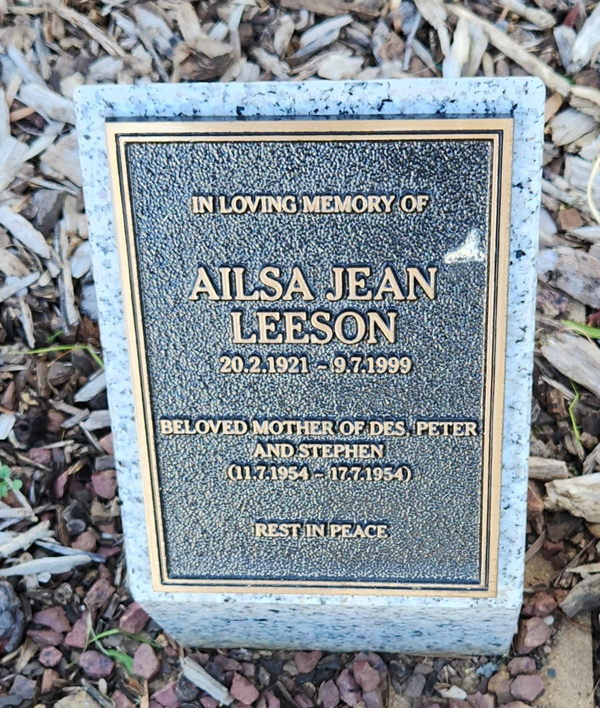 IN LOVING MEMORY OF
AILSA JEAN
LEESON
20.2.1921 ~ 9.7.1999
BELOVED MOTHER OF DES, PETER
AND STEPHEN
(11.7.1954 ~ 17.7.1954)
REST IN PEACE